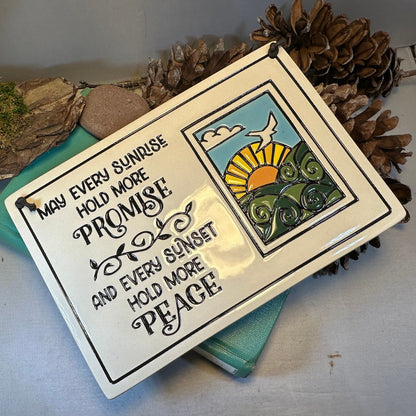 MAY EVERY SUNRISE
HOLD MORE
PROMISE
AND EVERY SUNSET
HOLD MORE
PEACE